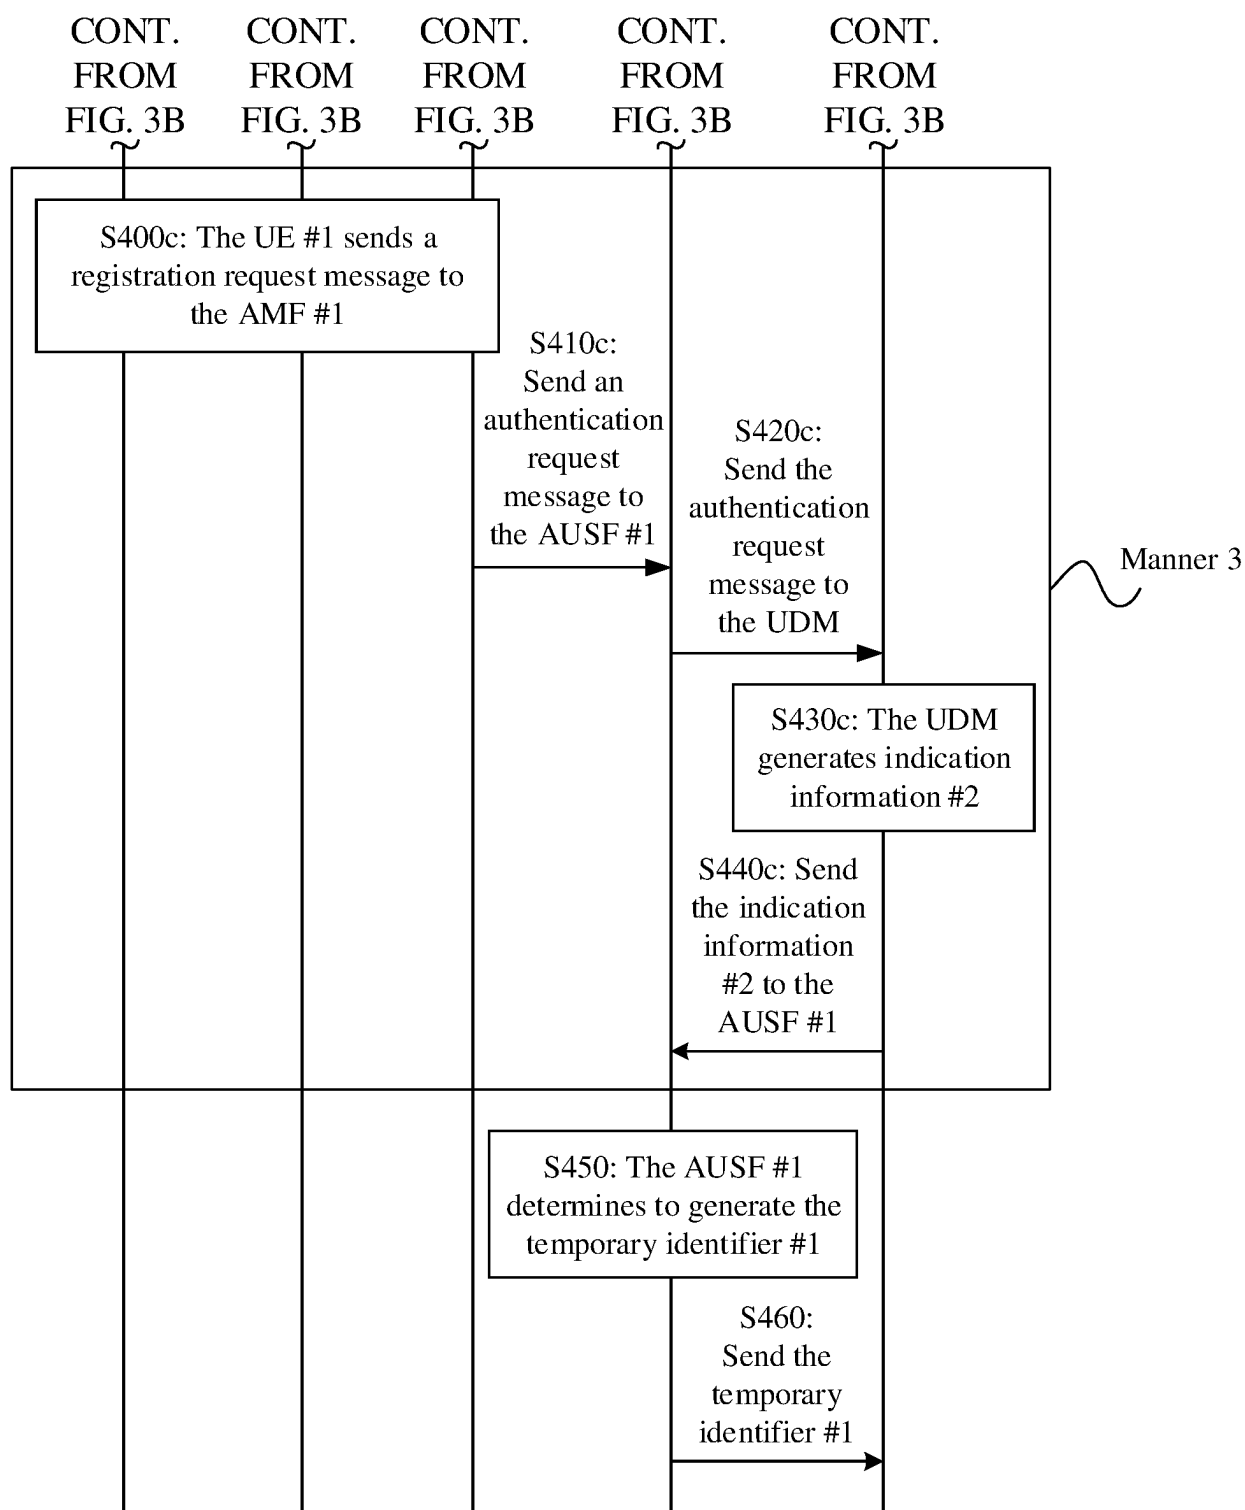 CONT. FROM FIG. 3B
CONT. FROM FIG. 3B
CONT. FROM FIG. 3B
CONT. FROM FIG. 3B
CONT. FROM FIG. 3B
S400c: The UE #1 sends a
registration request message to
the AMF #1
S410c:
Send an
authentication
request
message to
the AUSF #1
S420c:
Send the
authentication
request
message to
the UDM
Manner 3
S430c: The UDM
generates indication
information #2
S440c: Send
the indication
information
#2 to the
AUSF #1
S450: The AUSF #1
determines to generate the
temporary identifier #1
S460:
Send the
temporary
identifier #1